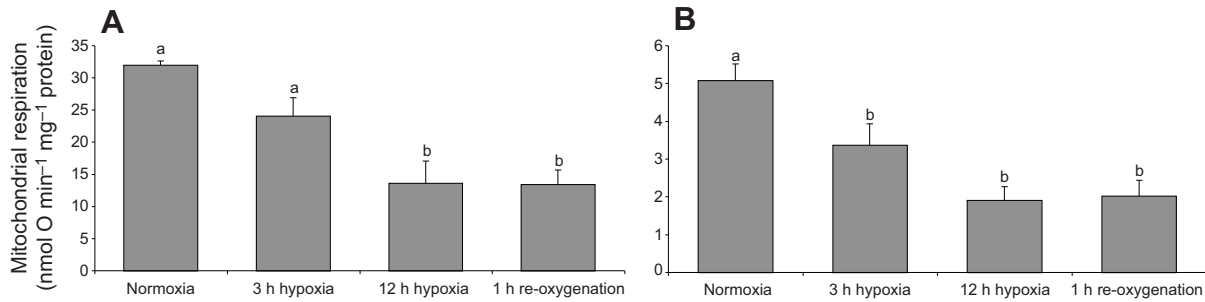 A
B
Mitochondrial respiration
(nmol O min⁻¹ mg⁻¹ protein)
35
30
25
20
15
10
5
0
a
a
b
b
Normoxia
3 h hypoxia
12 h hypoxia
1 h re-oxygenation
6
5
4
3
2
1
0
a
b
b
b
Normoxia
3 h hypoxia
12 h hypoxia
1 h re-oxygenation